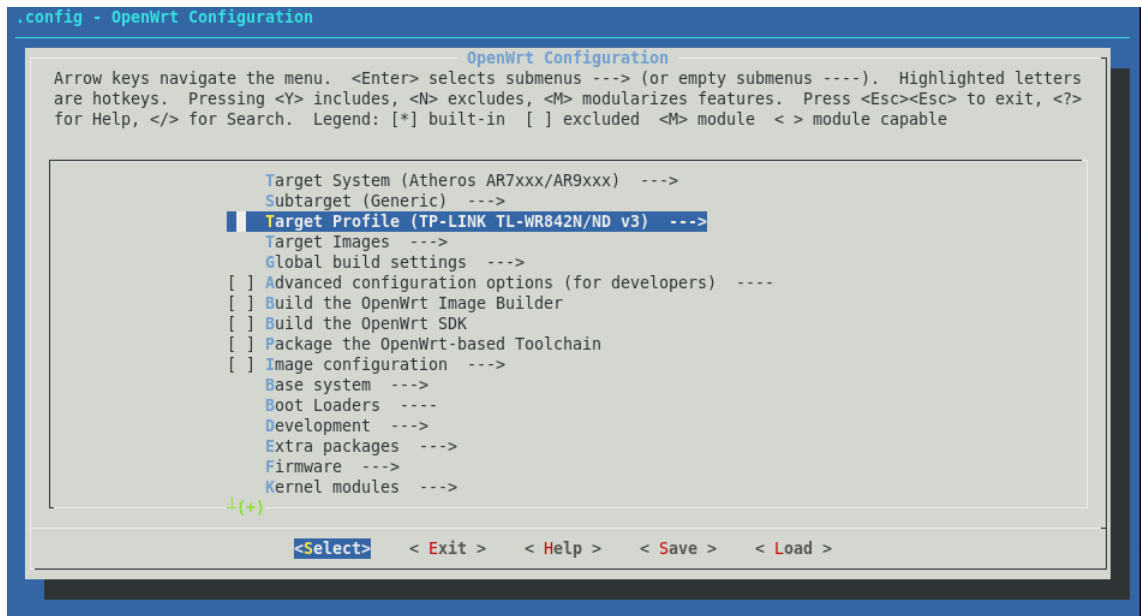 .config - OpenWrt Configuration
OpenWrt Configuration
Arrow keys navigate the menu.  <Enter> selects submenus ---> (or empty submenus ----).  Highlighted letters
are hotkeys.  Pressing <Y> includes, <N> excludes, <M> modularizes features.  Press <Esc><Esc> to exit, <?>
for Help, </> for Search.  Legend: [*] built-in  [ ] excluded  <M> module  < > module capable
Target System (Atheros AR7xxx/AR9xxx)  --->
Subtarget (Generic)  --->
Target Profile (TP-LINK TL-WR842N/ND v3)  --->
Target Images  --->
Global build settings  --->
[ ] Advanced configuration options (for developers)  ----
[ ] Build the OpenWrt Image Builder
[ ] Build the OpenWrt SDK
[ ] Package the OpenWrt-based Toolchain
[ ] Image configuration  --->
Base system  --->
Boot Loaders  ----
Development  --->
Extra packages  --->
Firmware  --->
Kernel modules  --->
┴(+)
<Select>    < Exit >    < Help >    < Save >    < Load >